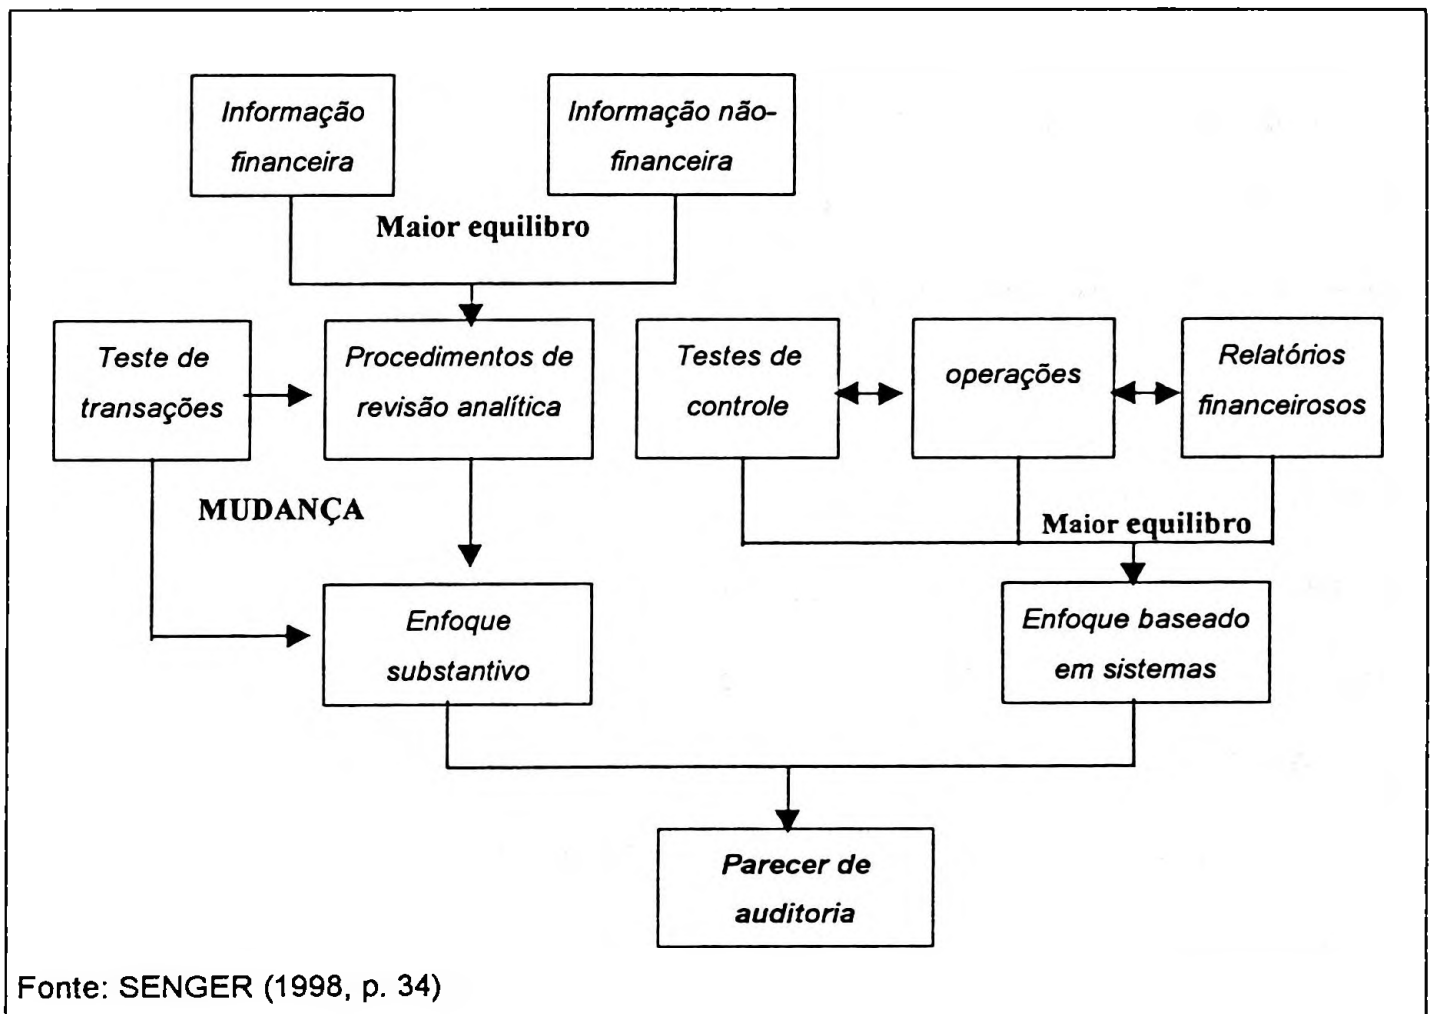 Informação
financeira
Informação não-
financeira
Maior equilibro
Teste de
transações
Procedimentos de
revisão analítica
Testes de
controle
operações
Relatórios
financeirosos
MUDANÇA
Maior equilibro
Enfoque
substantivo
Enfoque baseado
em sistemas
Parecer de
auditoria
Fonte: SENGER (1998, p. 34)